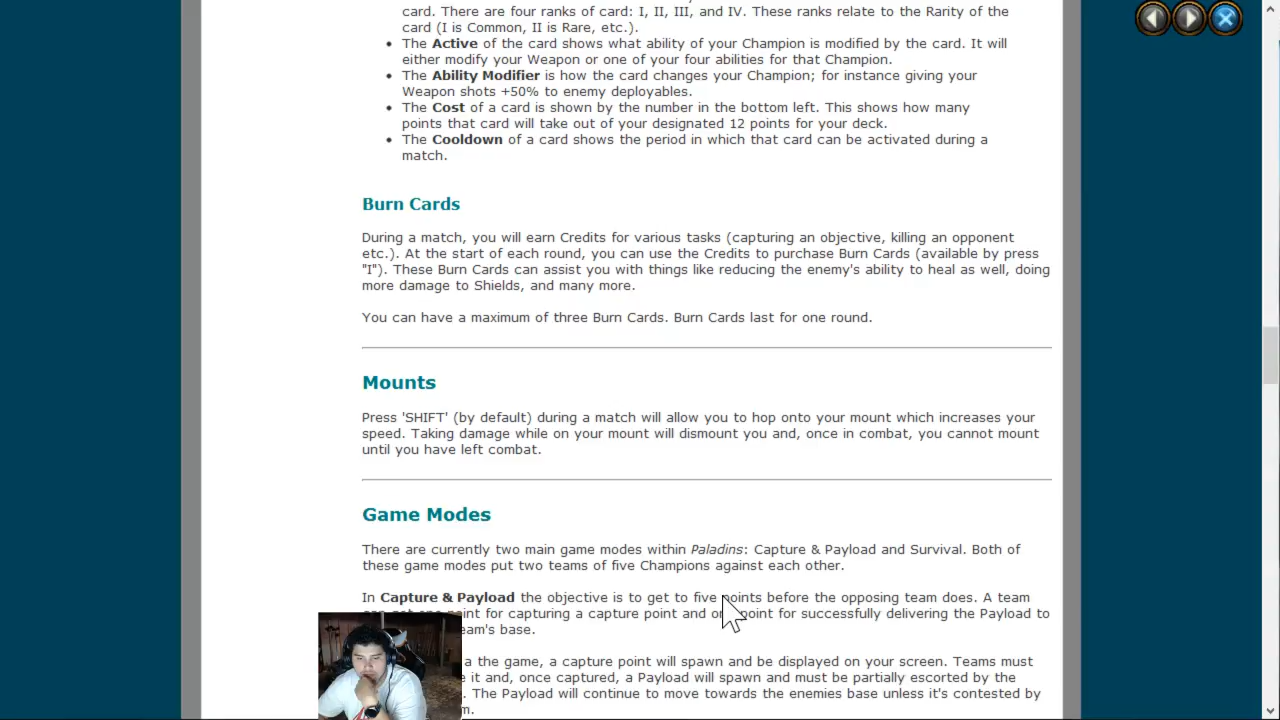 card. There are four ranks of card: I, II, III, and IV. These ranks relate to the Rarity of the
card (I is Common, II is Rare, etc.).
The Active of the card shows what ability of your Champion is modified by the card. It will
either modify your Weapon or one of your four abilities for that Champion.
The Ability Modifier is how the card changes your Champion; for instance giving your
Weapon shots +50% to enemy deployables.
The Cost of a card is shown by the number in the bottom left. This shows how many
points that card will take out of your designated 12 points for your deck.
The Cooldown of a card shows the period in which that card can be activated during a
match.
Burn Cards
During a match, you will earn Credits for various tasks (capturing an objective, killing an opponent
etc.). At the start of each round, you can use the Credits to purchase Burn Cards (available by press
"I"). These Burn Cards can assist you with things like reducing the enemy's ability to heal as well, doing
more damage to Shields, and many more.
You can have a maximum of three Burn Cards. Burn Cards last for one round.
Mounts
Press 'SHIFT' (by default) during a match will allow you to hop onto your mount which increases your
speed. Taking damage while on your mount will dismount you and, once in combat, you cannot mount
until you have left combat.
Game Modes
There are currently two main game modes within Paladins: Capture & Payload and Survival. Both of
these game modes put two teams of five Champions against each other.
In Capture & Payload the objective is to get to five points before the opposing team does. A team
point for capturing a capture point and point for successfully delivering the Payload to
team's base.
a the game, a capture point will spawn and be displayed on your screen. Teams must
it and, once captured, a Payload will spawn and must be partially escorted by the
The Payload will continue to move towards the enemies base unless it's contested by